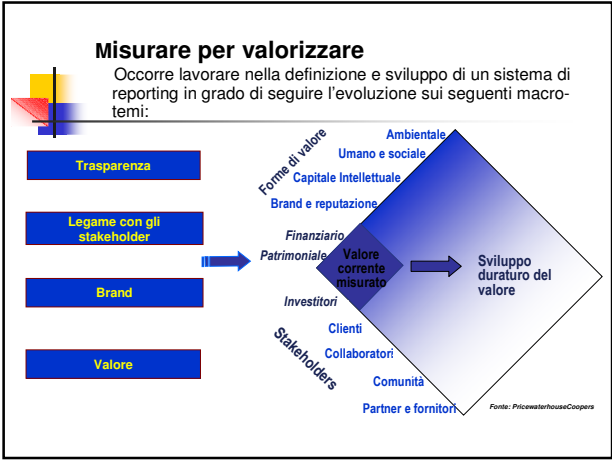 Misurare per valorizzare
Occorre lavorare nella definizione e sviluppo di un sistema di
reporting in grado di seguire l'evoluzione sui seguenti macro-
temi:
Trasparenza
Legame con gli
stakeholder
Brand
Valore
Forme di valore
Ambientale
Umano e sociale
Capitale Intellettuale
Brand e reputazione
Finanziario
Patrimoniale
Valore
corrente
misurato
Sviluppo
duraturo del
valore
Investitori
Stakeholders
Clienti
Collaboratori
Comunità
Partner e fornitori
Fonte: PricewaterhouseCoopers